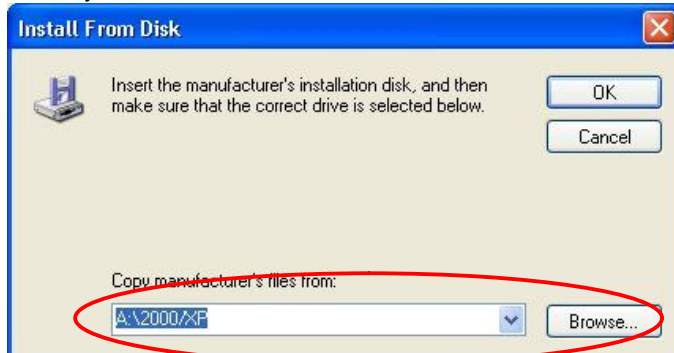 Install From Disk
Insert the manufacturer's installation disk, and then
make sure that the correct drive is selected below.
OK
Cancel
Copy manufacturer's files from:
A:\2000/XP
Browse...